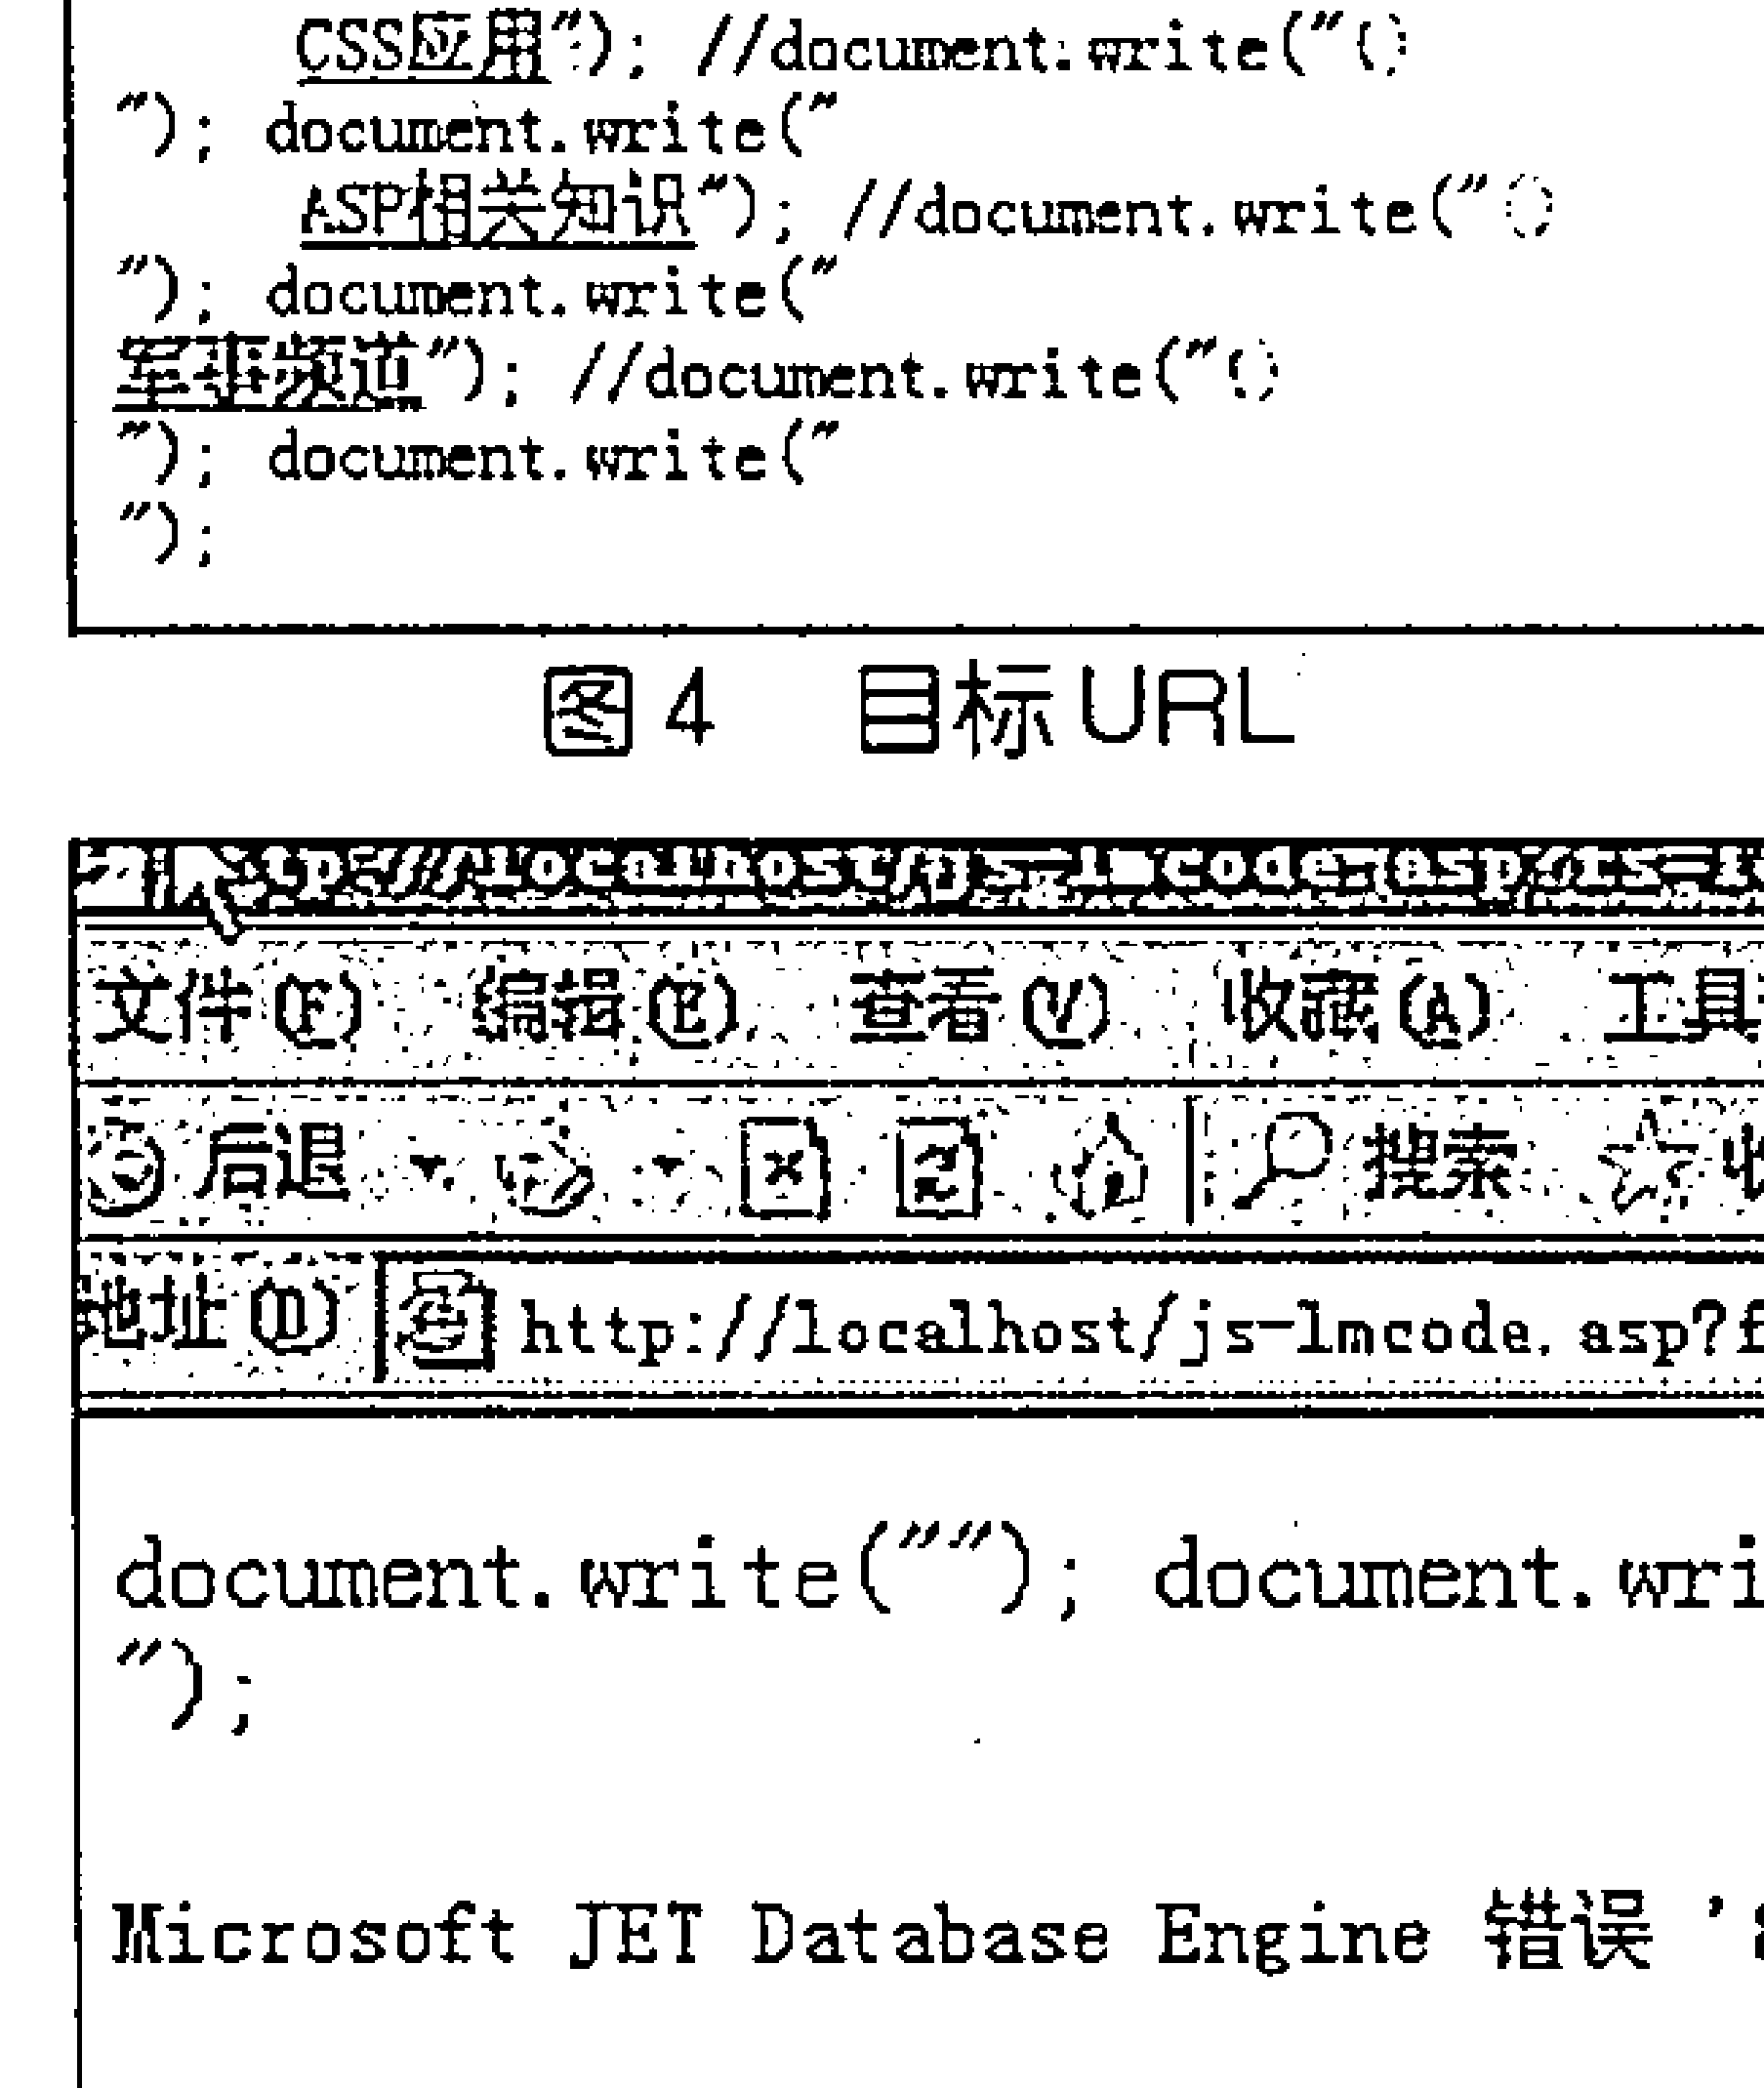 CSS应用"); //document.write("()
"); document.write("
ASP相关知识"); //document.write("()
"); document.write("
军事频道"); //document.write("()
"); document.write("
");
图4 目标URL
文件(F) 编辑(E) 查看(V) 收藏(A) 工具
后退 搜索 收
地址(D) http://localhost/js-lmcode.asp?f
document.write(""); document.wri
");
Microsoft JET Database Engine 错误 '8